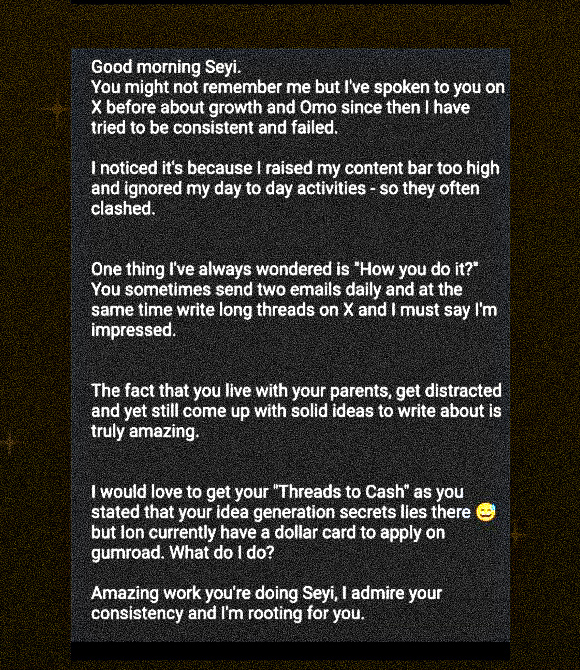 Good morning Seyi.
You might not remember me but I've spoken to you on
X before about growth and Omo since then I have
tried to be consistent and failed.
I noticed it's because I raised my content bar too high
and ignored my day to day activities - so they often
clashed.
One thing I've always wondered is "How you do it?"
You sometimes send two emails daily and at the
same time write long threads on X and I must say I'm
impressed.
The fact that you live with your parents, get distracted
and yet still come up with solid ideas to write about is
truly amazing.
I would love to get your "Threads to Cash" as you
stated that your idea generation secrets lies there 😅
but Ion currently have a dollar card to apply on
gumroad. What do I do?
Amazing work you're doing Seyi, I admire your
consistency and I'm rooting for you.